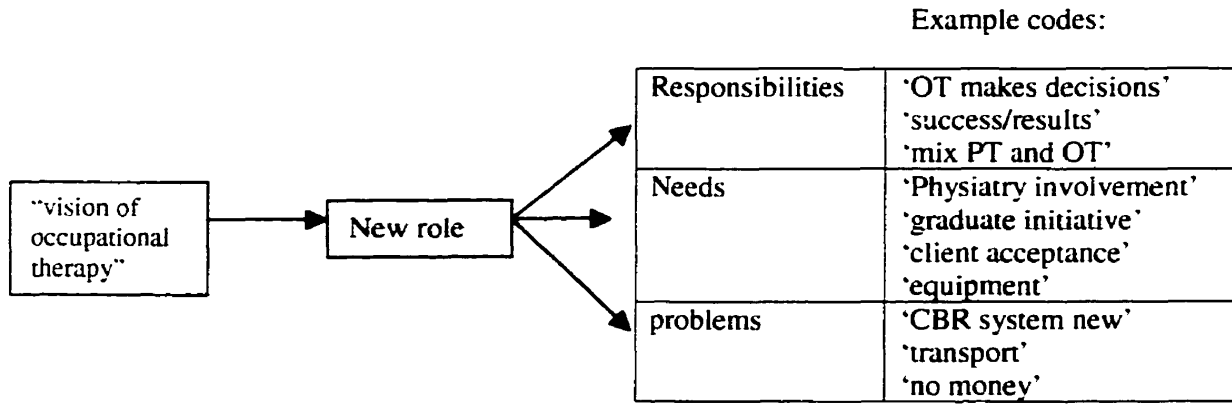 Example codes:
"vision of
occupational
therapy"
New role
Responsibilities
'OT makes decisions'
'success/results'
'mix PT and OT'
Needs
'Physiatry involvement'
'graduate initiative'
'client acceptance'
'equipment'
problems
'CBR system new'
'transport'
'no money'